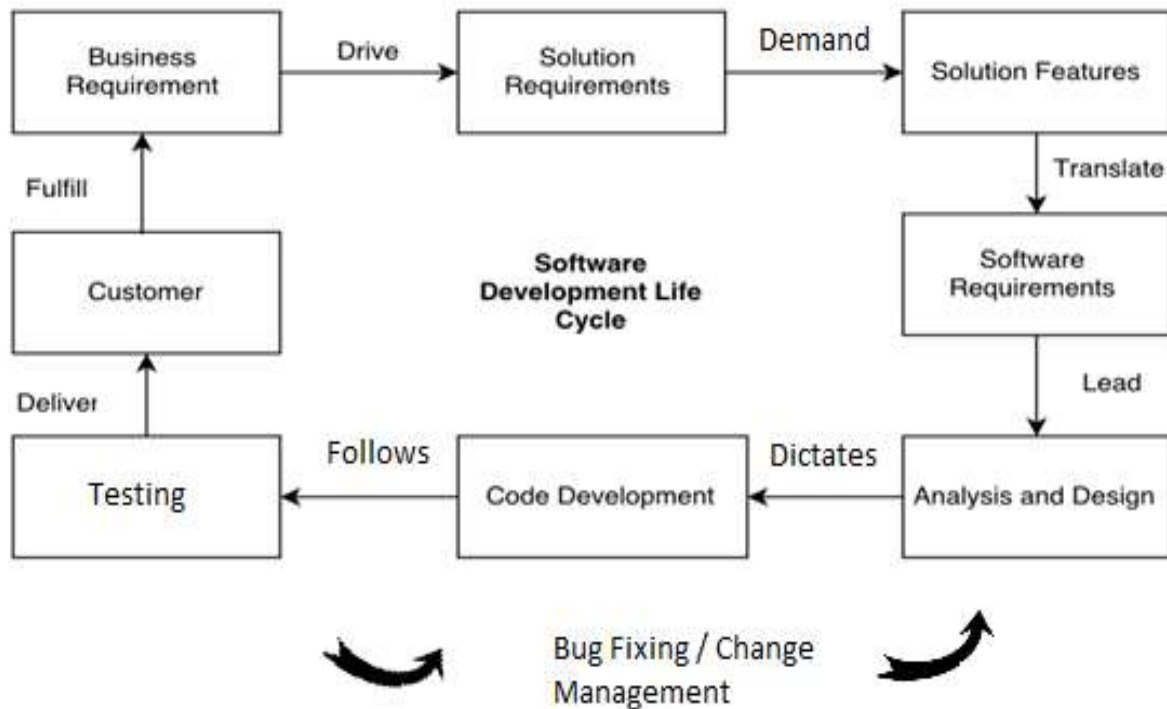 Business
Requirement
Drive
Solution
Requirements
Demand
Solution Features
Fulfill
Translate
Customer
Software
Development Life
Cycle
Software
Requirements
Deliver
Lead
Testing
Follows
Code Development
Dictates
Analysis and Design
Bug Fixing / Change
Management